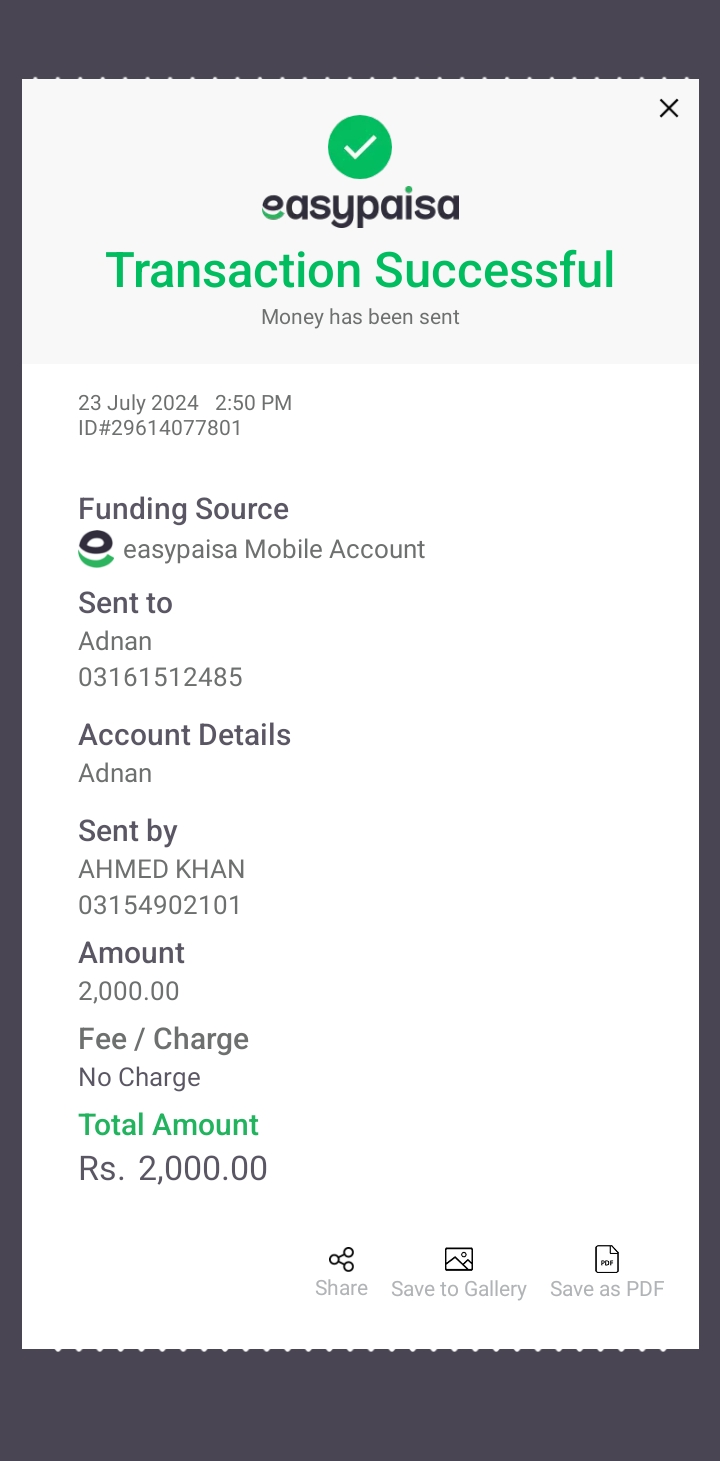 easypaisa
Transaction Successful
Money has been sent
23 July 2024 2:50 PM
ID#29614077801
Funding Source
easypaisa Mobile Account
Sent to
Adnan
03161512485
Account Details
Adnan
Sent by
AHMED KHAN
03154902101
Amount
2,000.00
Fee / Charge
No Charge
Total Amount
Rs. 2,000.00
PDF
Share Save to Gallery Save as PDF